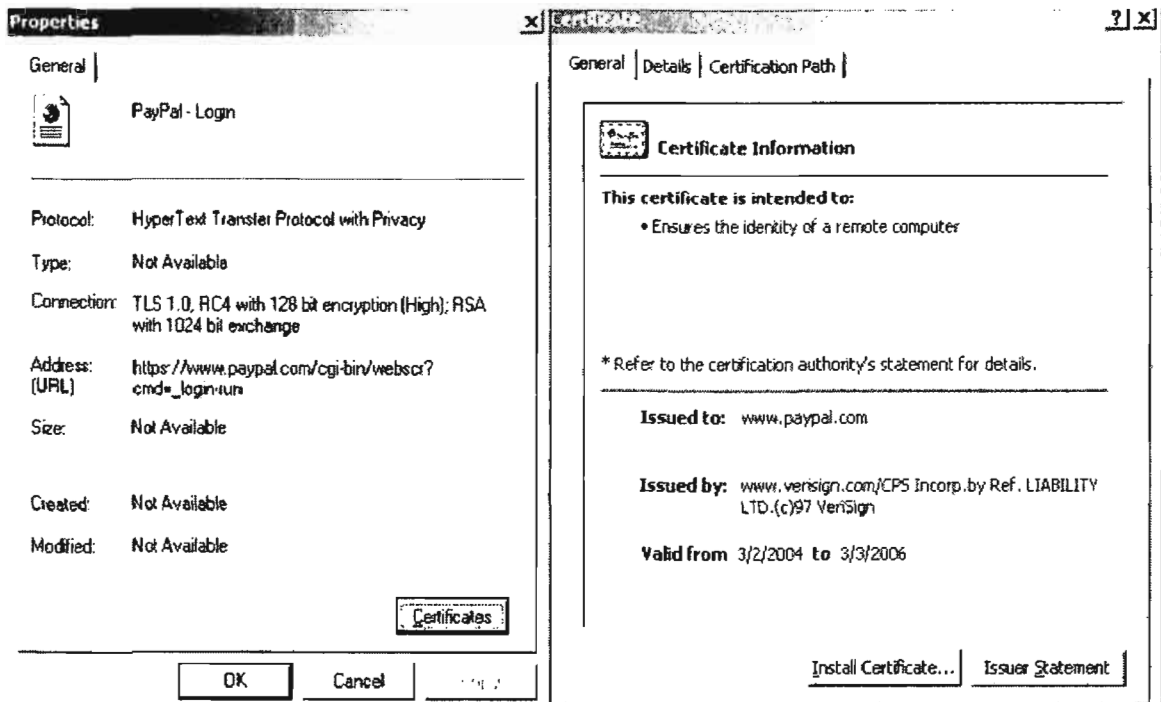 Properties
General
PayPal - Login
Protocol: HyperText Transfer Protocol with Privacy
Type: Not Available
Connection: TLS 1.0, RC4 with 128 bit encryption (High); RSA
with 1024 bit exchange
Address: https://www.paypal.com/cgi-bin/webscr?
(URL) cmd=_login-run
Size: Not Available
Created: Not Available
Modified: Not Available
Certificates
OK Cancel
Certificate
General Details Certification Path
Certificate Information
This certificate is intended to:
• Ensures the identity of a remote computer
* Refer to the certification authority's statement for details.
Issued to: www.paypal.com
Issued by: www.verisign.com/CPS Incorp.by Ref. LIABILITY
LTD.(c)97 VeriSign
Valid from 3/2/2004 to 3/3/2006
Install Certificate... Issuer Statement